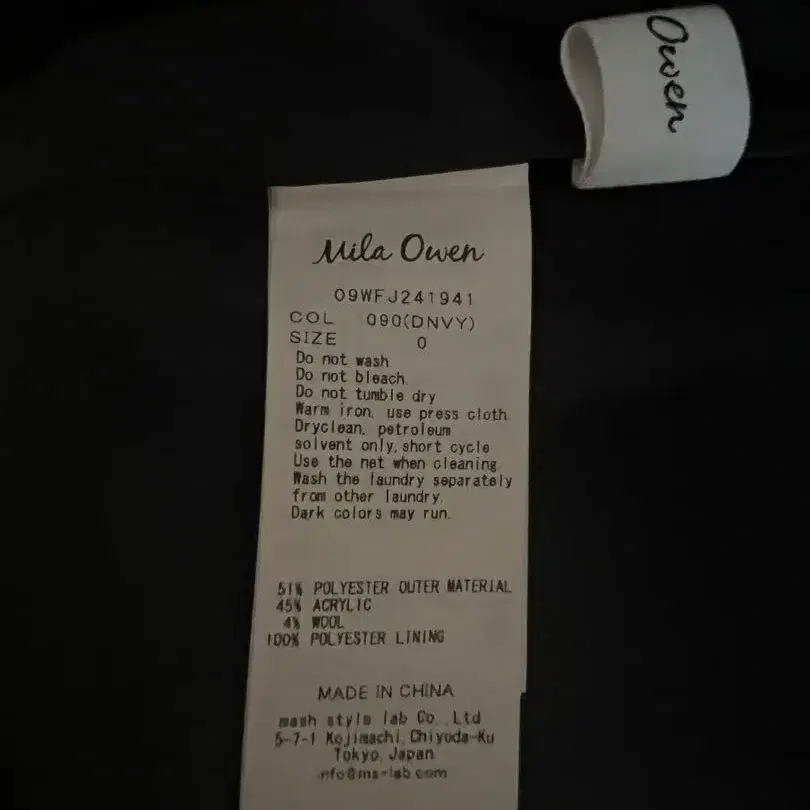 Owen
Mila Owen
09WFJ241941
COL 090(DNVY)
SIZE 0
Do not wash
Do not bleach.
Do not tumble dry
Warm iron, use press cloth.
Dryclean, petroleum
solvent only, short cycle
Use the net when cleaning.
Wash the laundry separately
from other laundry.
Dark colors may run.
51% POLYESTER OUTER MATERIAL
45% ACRYLIC
4% WOOL
100% POLYESTER LINING
MADE IN CHINA
mash style lab Co.,Ltd
5-7-1 Kojimachi,Chiyoda-Ku
Tokyo,Japan
info@ms-lab.com